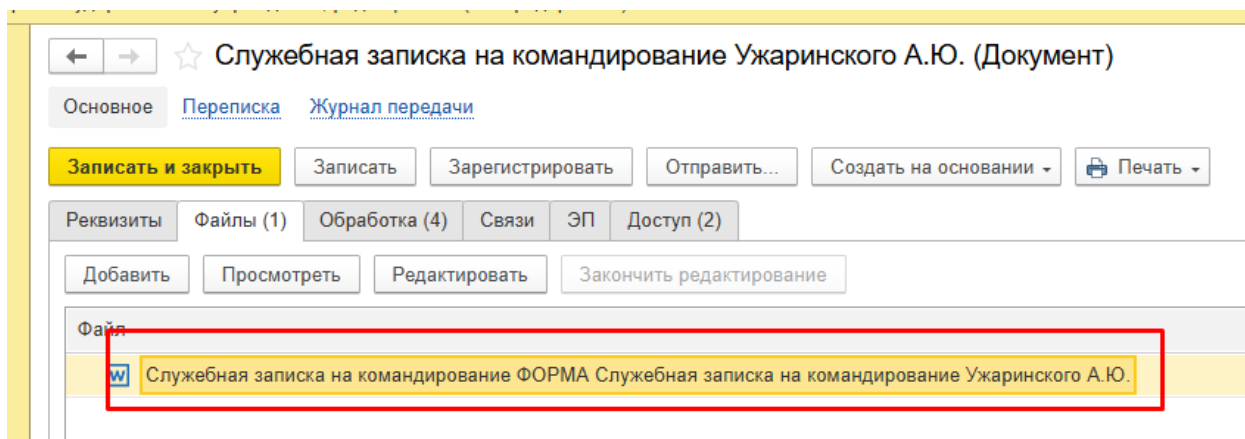 Служебная записка на командирование Ужаринского А.Ю. (Документ)
Основное Переписка Журнал передачи
Записать и закрыть Записать Зарегистрировать Отправить... Создать на основании Печать
Реквизиты Файлы (1) Обработка (4) Связи ЭП Доступ (2)
Добавить Просмотреть Редактировать Закончить редактирование
Файл
W Служебная записка на командирование ФОРМА Служебная записка на командирование Ужаринского А.Ю.